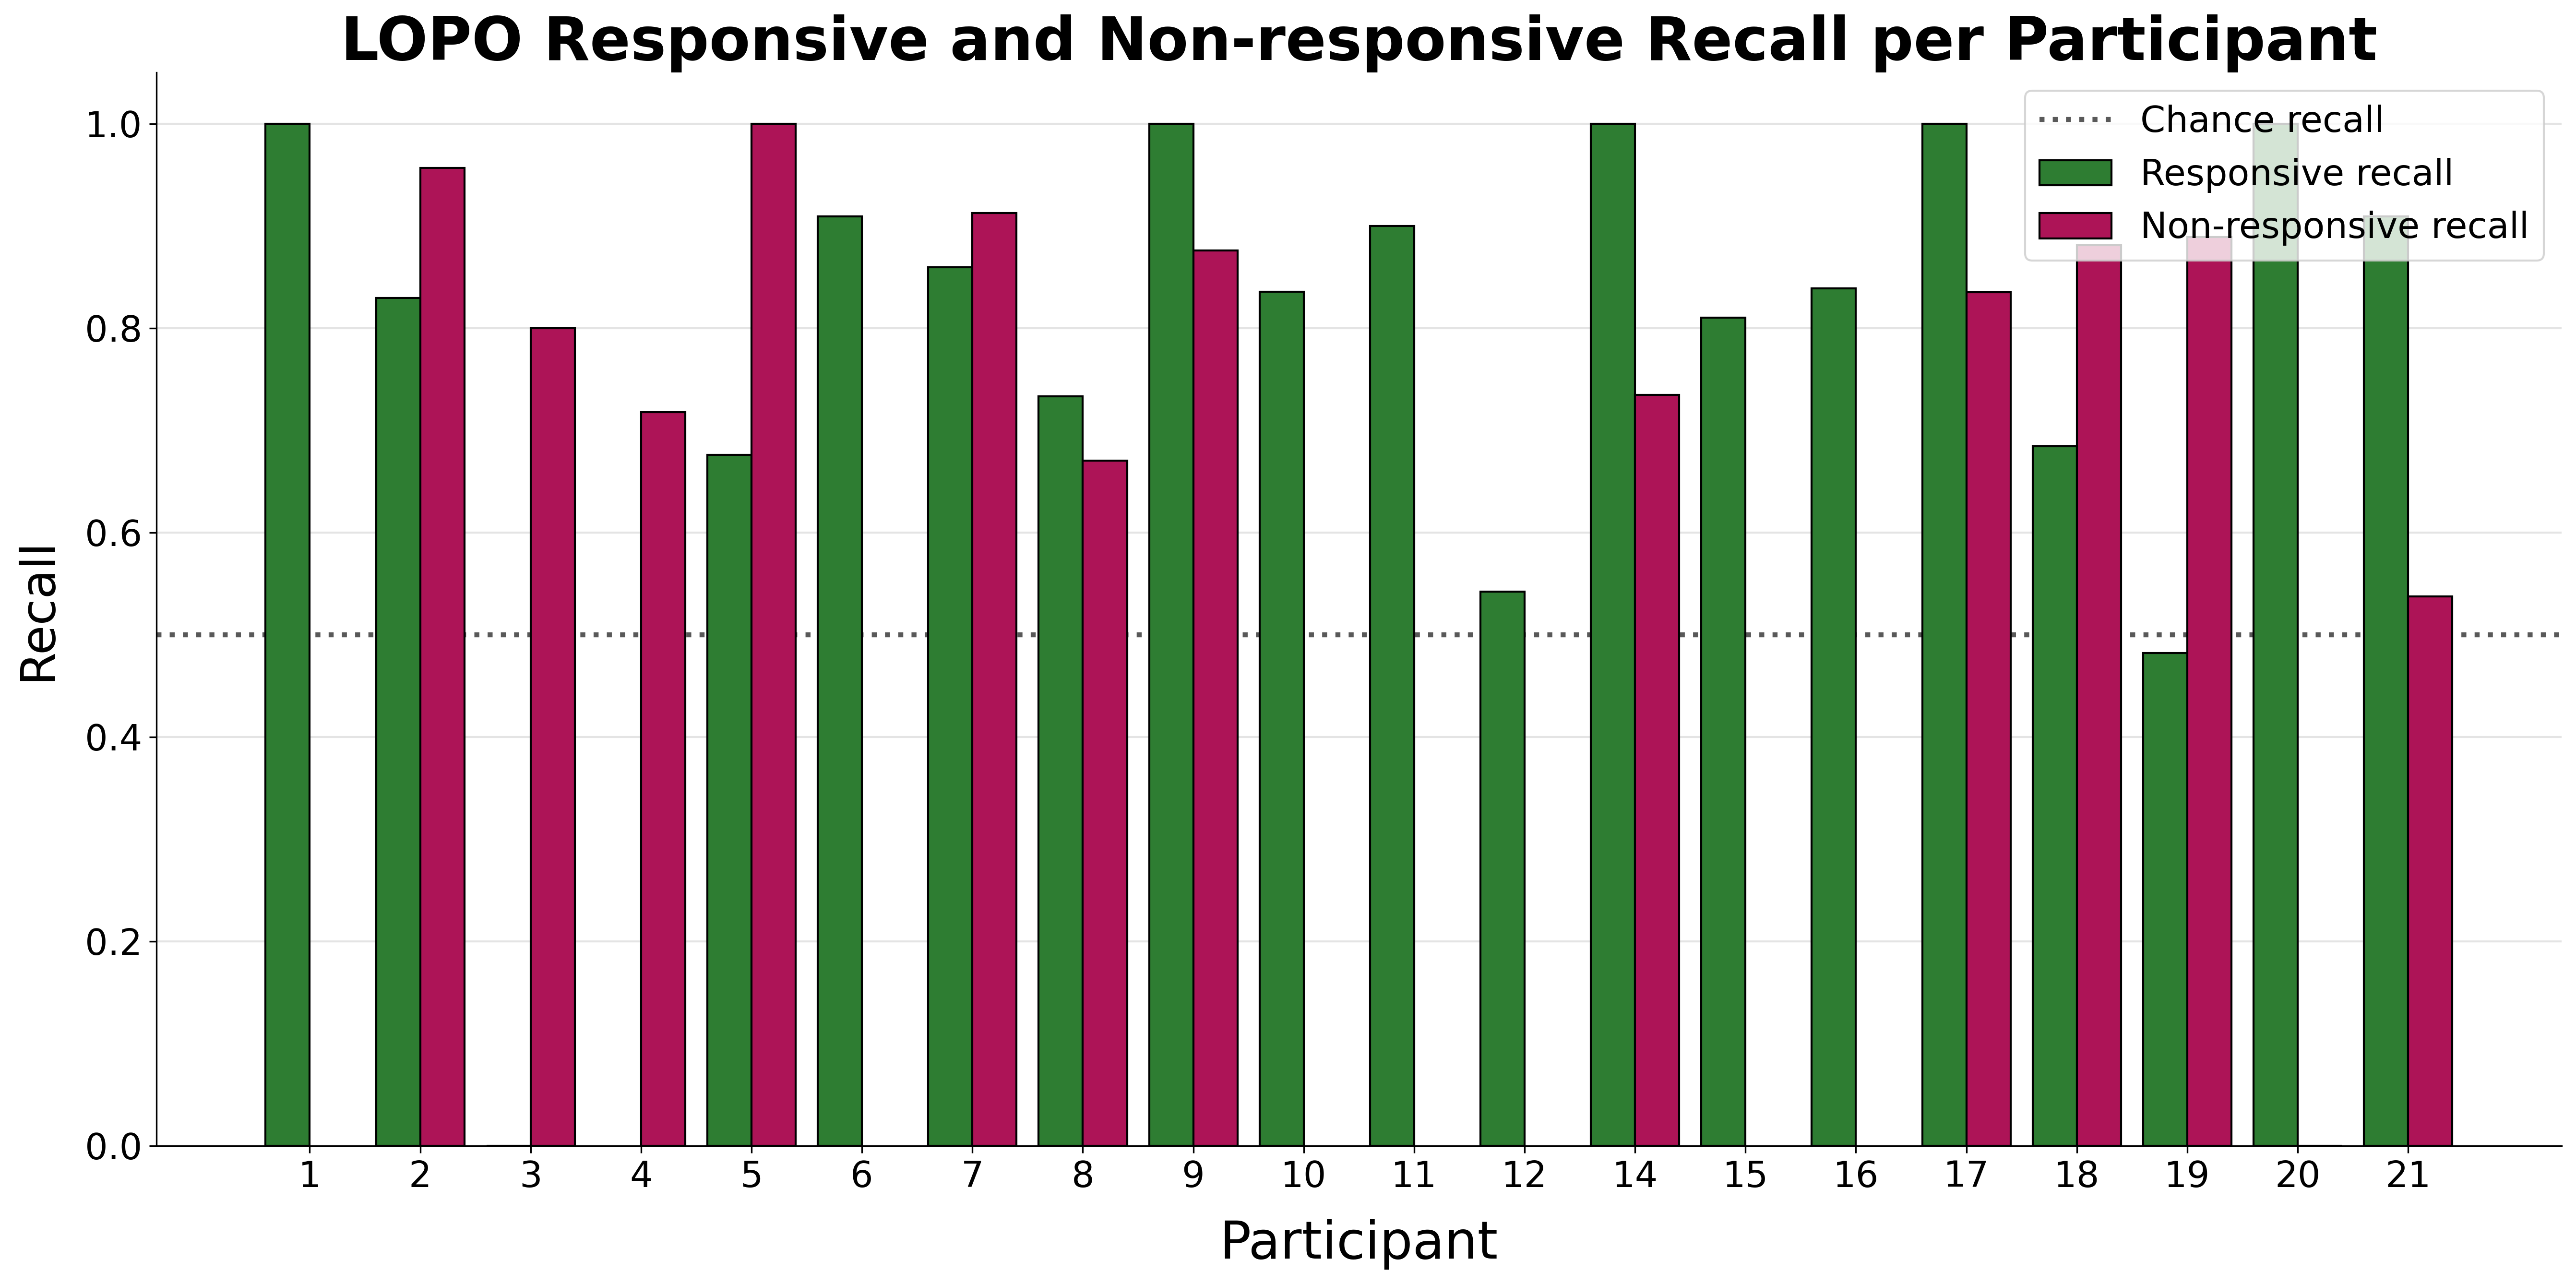 LOPO Responsive and Non-responsive Recall per Participant
Chance recall
Responsive recall
Non-responsive recall
Recall
1.0
0.8
0.6
0.4
0.2
0.0
1 2 3 4 5 6 7 8 9 10 11 12 14 15 16 17 18 19 20 21
Participant